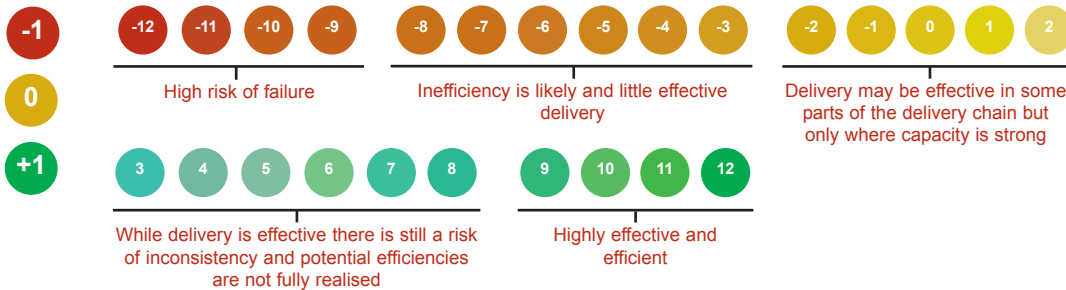 -1
-12 -11 -10 -9 -8 -7 -6 -5 -4 -3 -2 -1 0 1 2
High risk of failure
Inefficiency is likely and little effective
delivery
Delivery may be effective in some
parts of the delivery chain but
only where capacity is strong
0
+1
3 4 5 6 7 8 9 10 11 12
While delivery is effective there is still a risk
of inconsistency and potential efficiencies
are not fully realised
Highly effective and
efficient